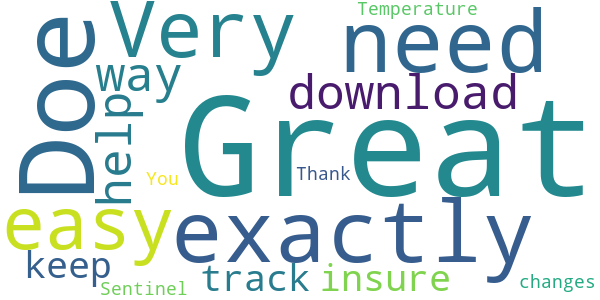 Temperature
Very
need
Doe
way
download
help
Great
You
Thank
easy
exactly
keep
track
insure
Sentinel
changes